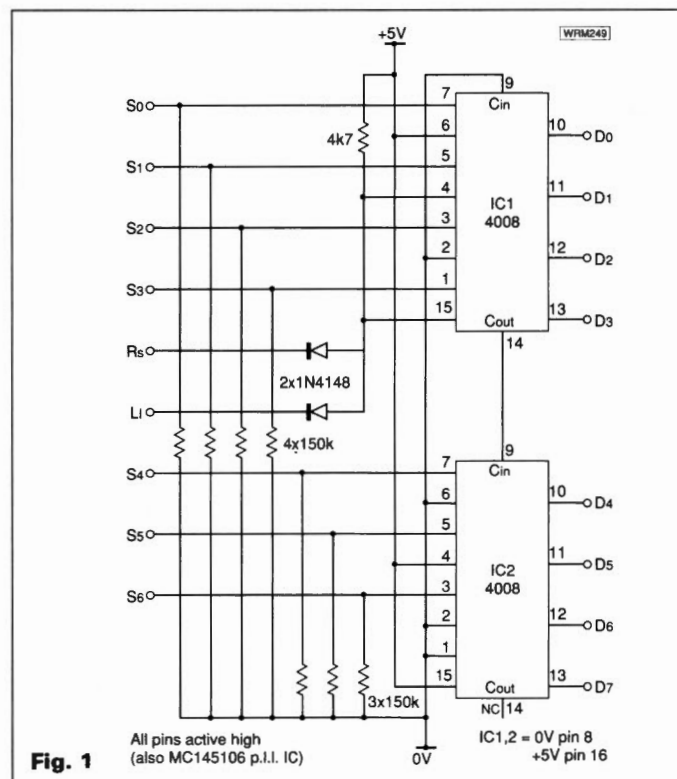 +5V
WRM249
9
S0
7
Cin
4k7
6
10
D0
S1
5
4
11
D1
IC1
4008
S2
3
2
12
D2
S3
1
15
Cout
13
D3
14
Rs
2x1N4148
Ll
4x150k
9
S4
7
Cin
6
10
D4
S5
5
4
11
D5
IC2
4008
S6
3
2
12
D6
1
15
Cout
13
D7
3x150k
NC
14
Fig. 1
All pins active high
(also MC145106 p.l.l. IC)
0V
IC1,2 = 0V pin 8
+5V pin 16